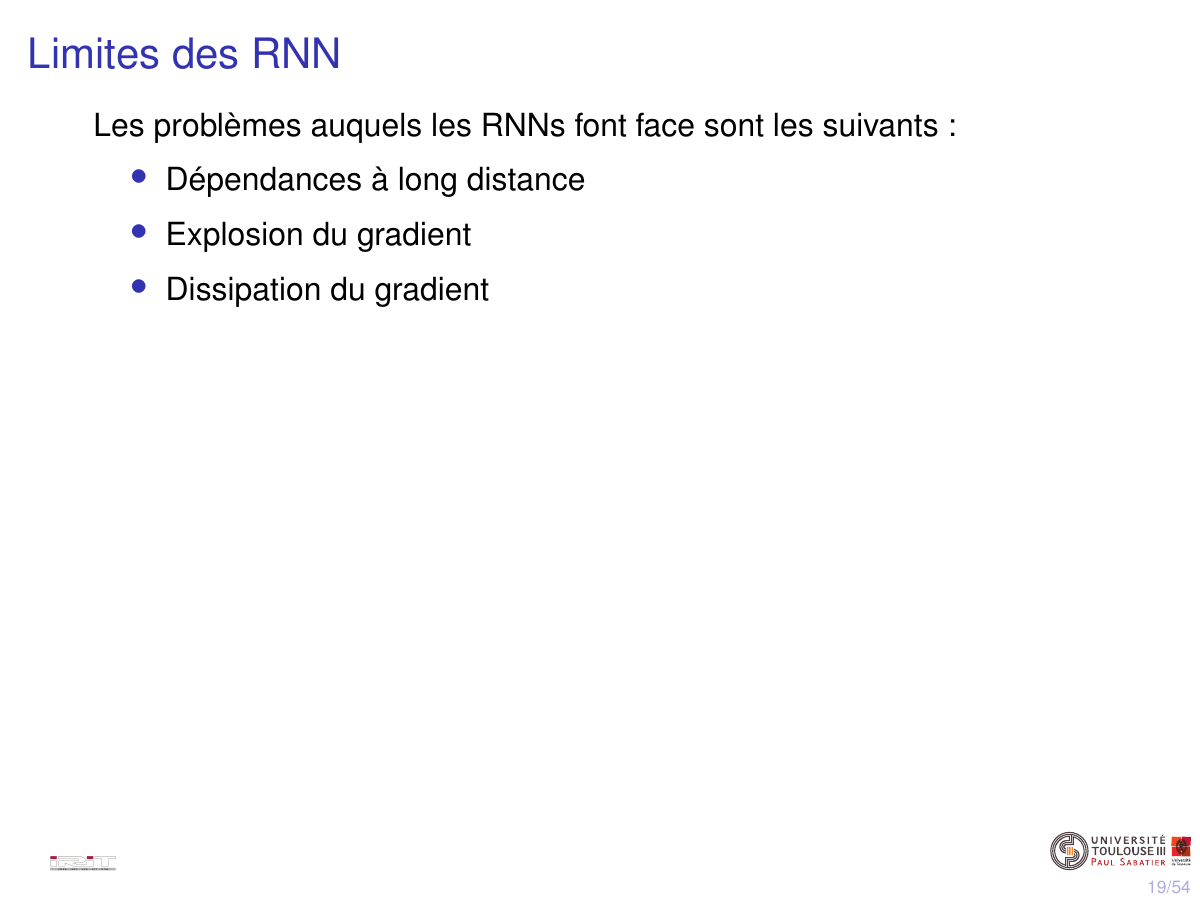 Limites des RNN
Les problèmes auquels les RNNs font face sont les suivants :
Dépendances à long distance
Explosion du gradient
Dissipation du gradient
iRiT
UNIVERSITÉ
TOULOUSE III
PAUL SABATIER
19/54